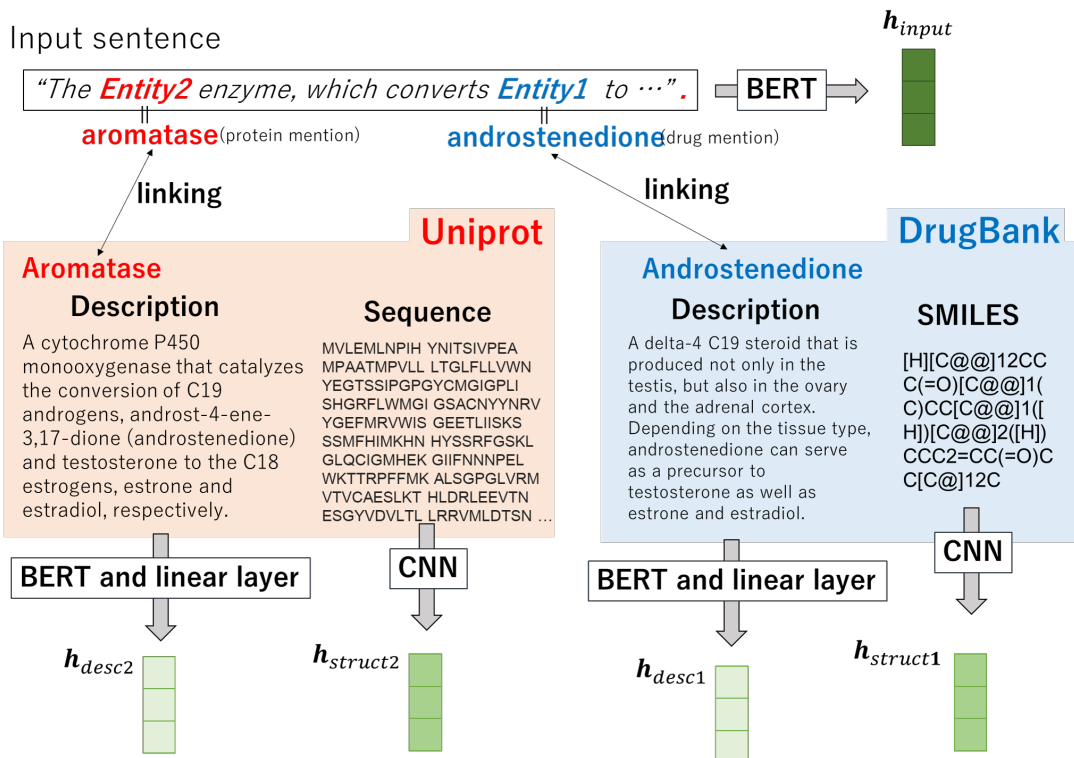 Input sentence
h_input
“The Entity2 enzyme, which converts Entity1 to ⋯” .
BERT
aromatase (protein mention)
androstenedione (drug mention)
linking
linking
Uniprot
Aromatase
Description
A cytochrome P450
monooxygenase that catalyzes
the conversion of C19
androgens, androst-4-ene-
3,17-dione (androstenedione)
and testosterone to the C18
estrogens, estrone and
estradiol, respectively.
Sequence
MVLEMLNPIH YNITSIVPEA
MPAATMPVLL LTGLFLLVWN
YEGTSSIPGPGYCMGIGPLI
SHGRFLWMGI GSACNYYNRV
YGEFMRVWIS GEETLIISKS
SSMFHIMKHN HYSSRFGSKL
GLQCIGMHEK GIIFNNNPEL
WKTTRPFFMK ALSGPGLVRM
VTVCAESLKT HLDRLEEVTN
ESGYVDVLTL LRRVMLDTSN ...
DrugBank
Androstenedione
Description
A delta-4 C19 steroid that is
produced not only in the
testis, but also in the ovary
and the adrenal cortex.
Depending on the tissue type,
androstenedione can serve
as a precursor to
testosterone as well as
estrone and estradiol.
SMILES
[H][C@@]12CC
C(=O)[C@@]1(
C)CC[C@@]1([
H])[C@@]2([H])
CCC2=CC(=O)C
C[C@]12C
BERT and linear layer
CNN
BERT and linear layer
CNN
h_desc2
h_struct2
h_desc1
h_struct1